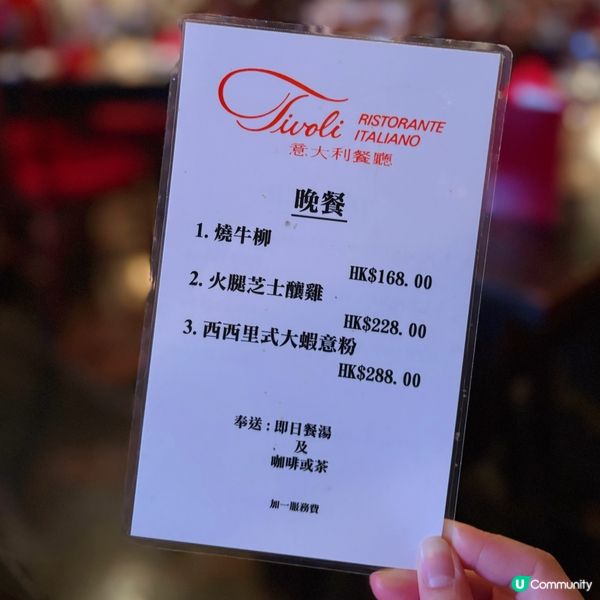 Tivoli RISTORANTE
ITALIANO
意大利餐廳
晚餐
1. 燒牛柳
HK$168.00
2. 火腿芝士釀雞
HK$228.00
3. 西西里式大蝦意粉
HK$288.00
奉送：即日餐湯
及
咖啡或茶
加一服務費
U Community